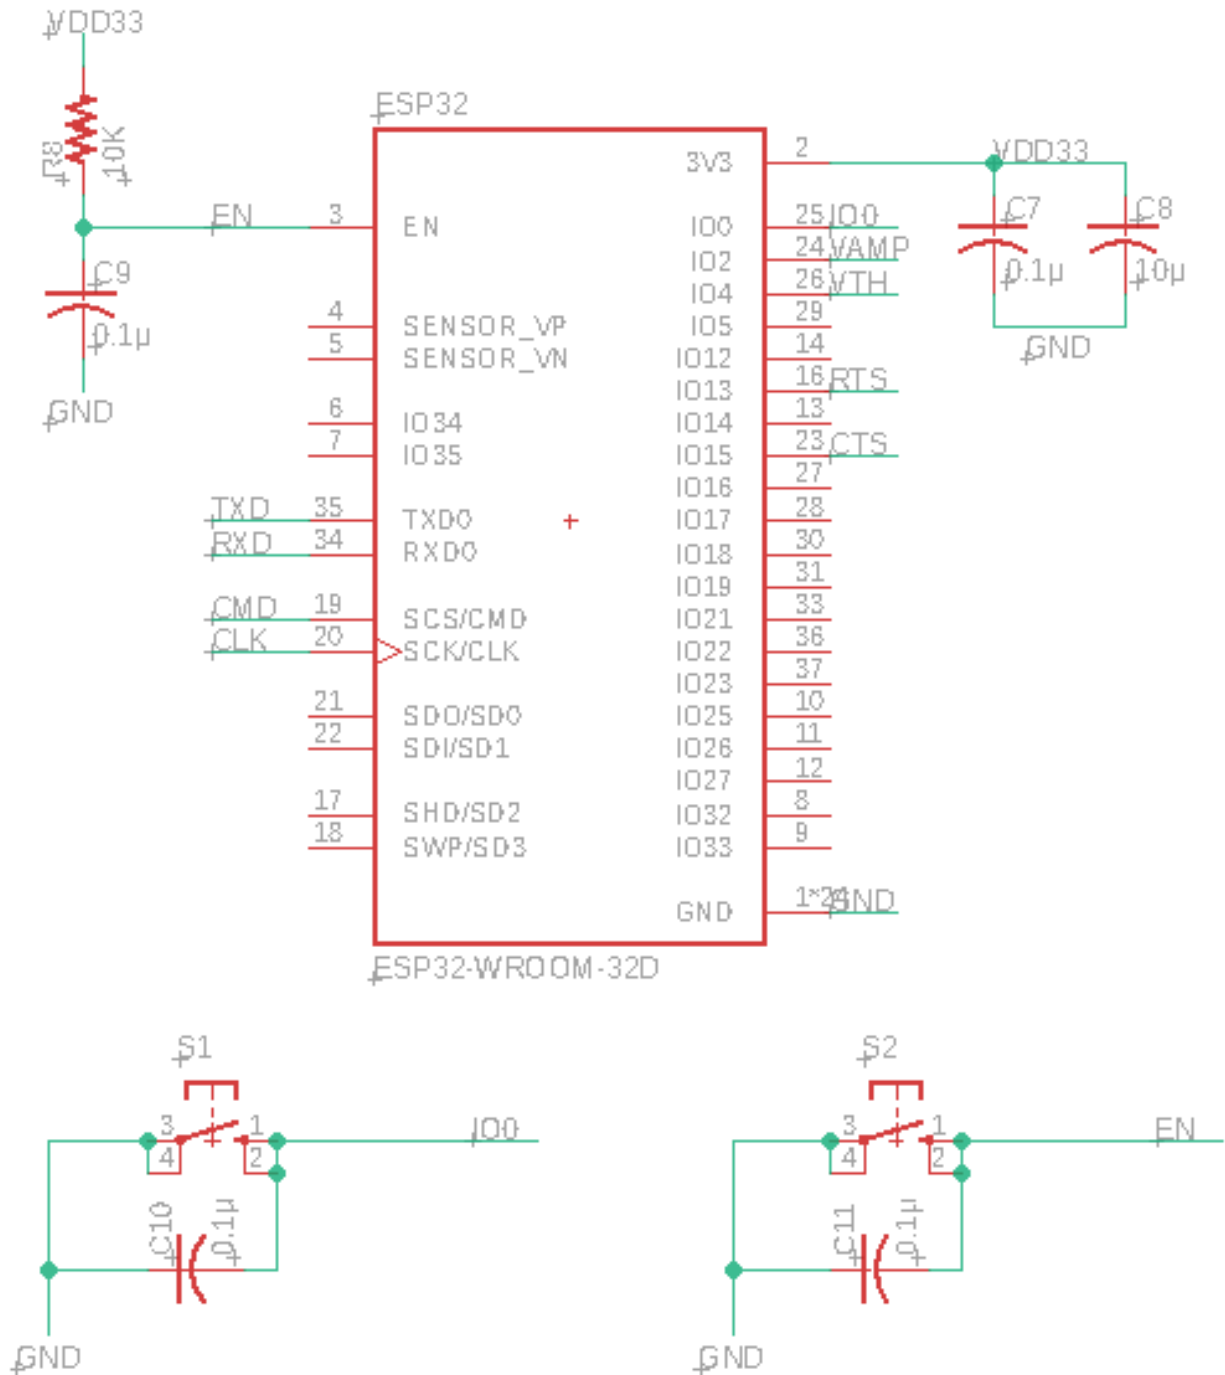 VDD33
R8
10K
EN
C9
0.1µ
GND
ESP32
3V3 2
VDD33
3 EN
IO0 25 IO0
IO2 24 VAMP
IO4 26 VTH
C7
0.1µ
C8
10µ
GND
4 SENSOR_VP
IO5 29
5 SENSOR_VN
IO12 14
IO13 16 RTS
6 IO34
IO14 13
7 IO35
IO15 23 CTS
IO16 27
TXD 35 TXD0
IO17 28
RXD 34 RXD0
IO18 30
IO19 31
CMD 19 SCS/CMD
IO21 33
CLK 20 SCK/CLK
IO22 36
IO23 37
21 SDO/SD0
IO25 10
22 SDI/SD1
IO26 11
IO27 12
17 SHD/SD2
IO32 8
18 SWP/SD3
IO33 9
GND GND
ESP32-WROOM-32D
S1
3 1
4 2
IO0
C10
0.1µ
GND
S2
3 1
4 2
EN
C11
0.1µ
GND